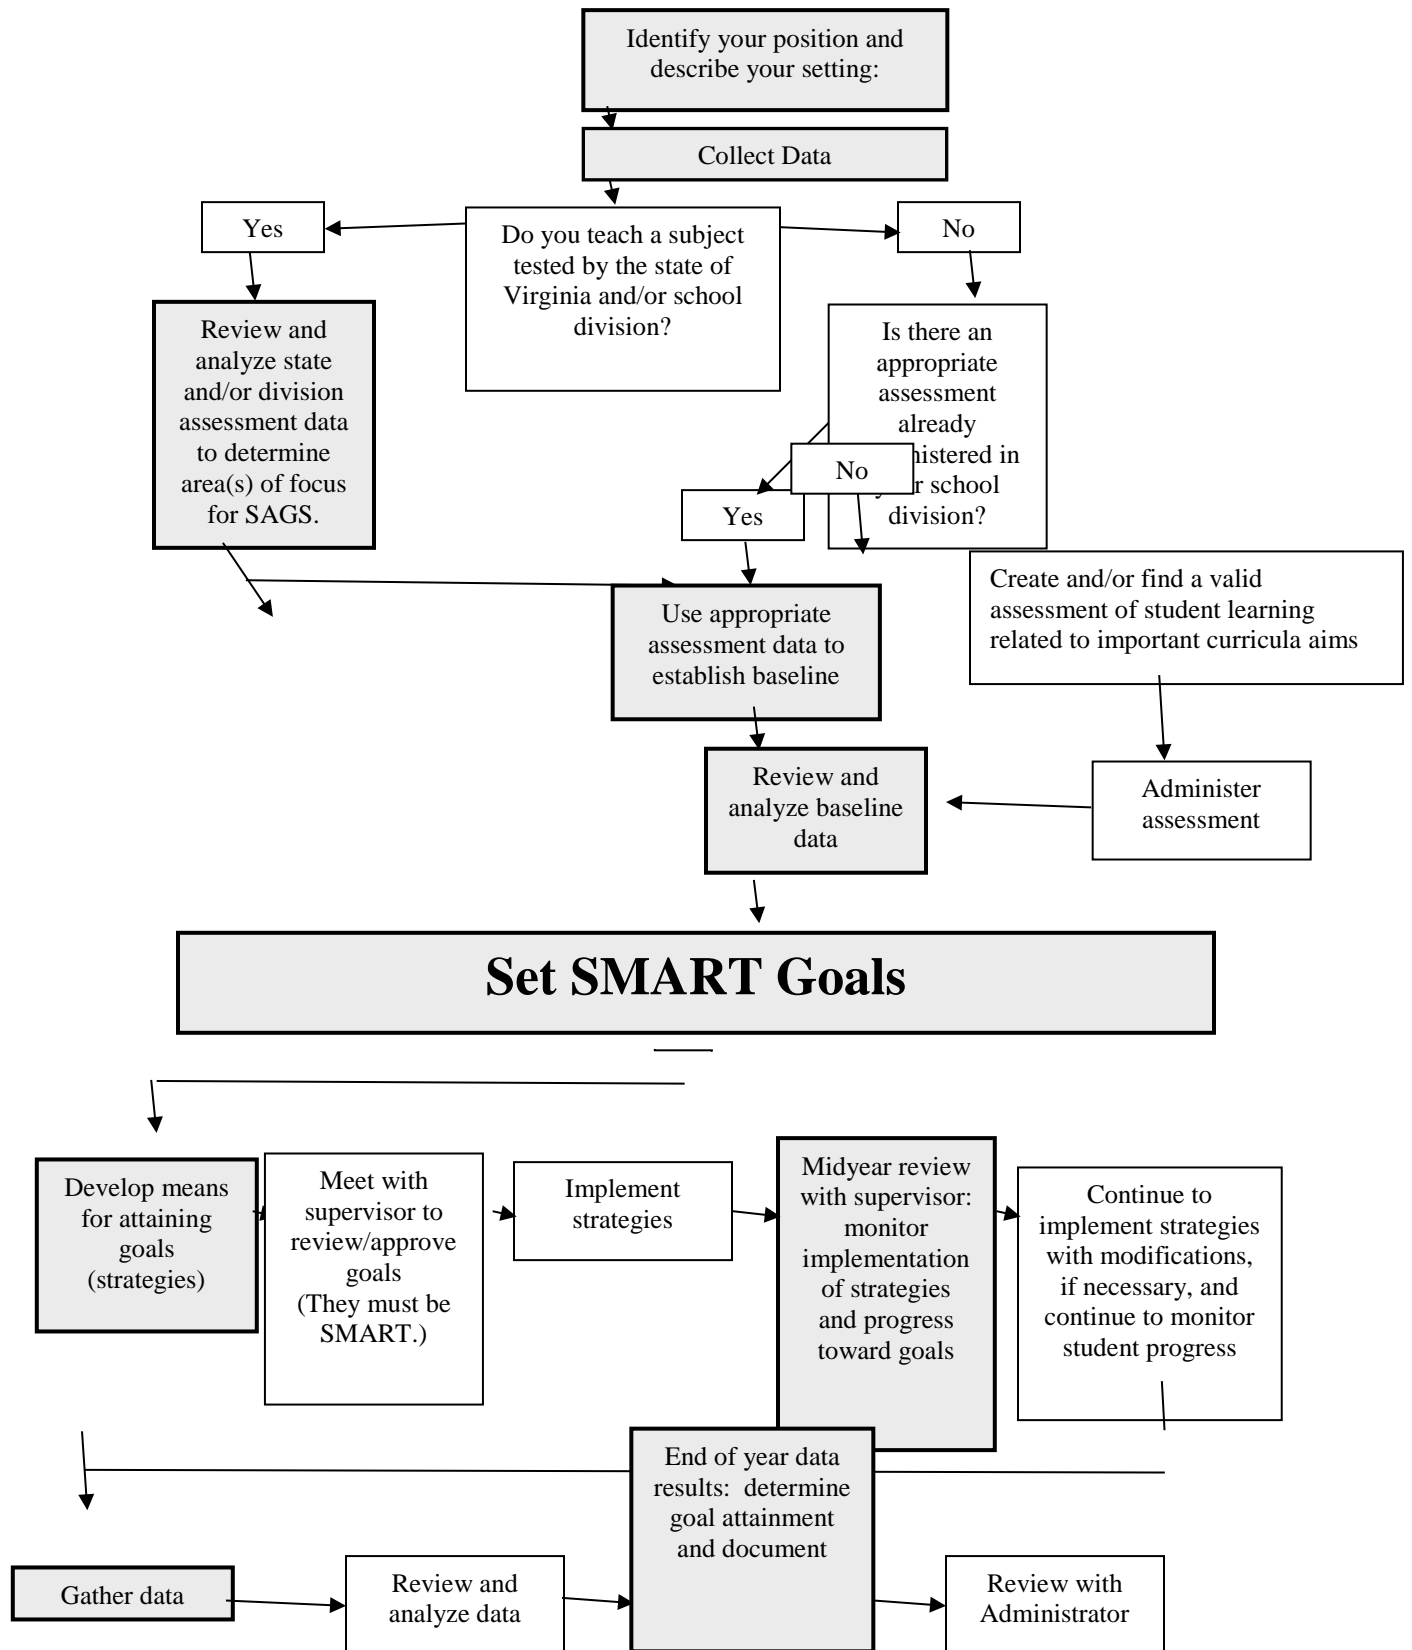 Identify your position and
describe your setting:
Collect Data
Yes
Do you teach a subject
tested by the state of
Virginia and/or school
division?
No
Review and
analyze state
and/or division
assessment data
to determine
area(s) of focus
for SAGS.
Is there an
appropriate
assessment
already
nistered in
school
division?
No
Yes
Create and/or find a valid
assessment of student learning
related to important curricula aims
Use appropriate
assessment data to
establish baseline
Review and
analyze baseline
data
Administer
assessment
Set SMART Goals
Develop means
for attaining
goals
(strategies)
Meet with
supervisor to
review/approve
goals
(They must be
SMART.)
Implement
strategies
Midyear review
with supervisor:
monitor
implementation
of strategies
and progress
toward goals
Continue to
implement strategies
with modifications,
if necessary, and
continue to monitor
student progress
End of year data
results:  determine
goal attainment
and document
Gather data
Review and
analyze data
Review with
Administrator